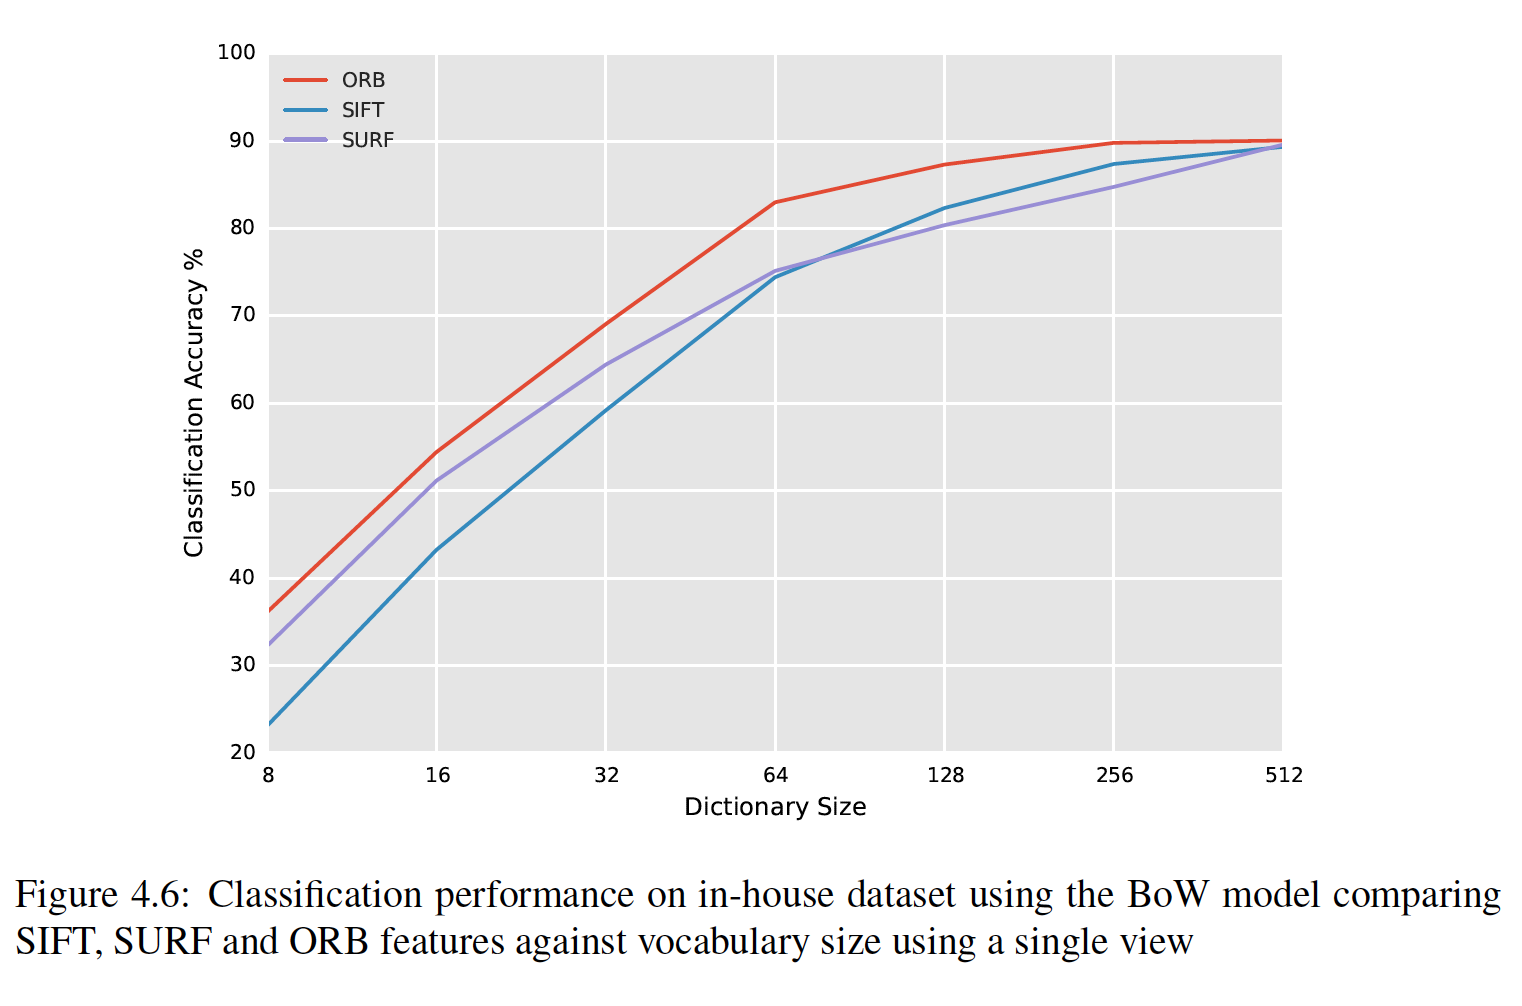 100
90
80
70
60
50
40
30
20
ORB
SIFT
SURF
Classification Accuracy %
8 16 32 64 128 256 512
Dictionary Size
Figure 4.6: Classification performance on in-house dataset using the BoW model comparing
SIFT, SURF and ORB features against vocabulary size using a single view